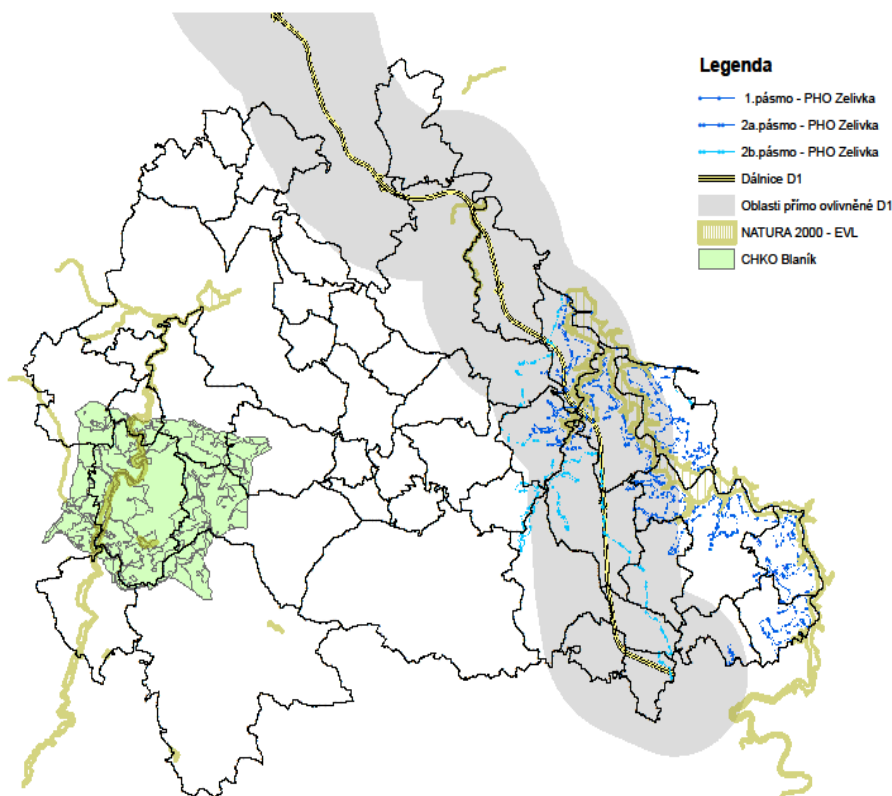 Legenda
1.pásmo - PHO Zelivka
2a.pásmo - PHO Zelivka
2b.pásmo - PHO Zelivka
Dálnice D1
Oblasti přímo ovlivněné D1
NATURA 2000 - EVL
CHKO Blaník